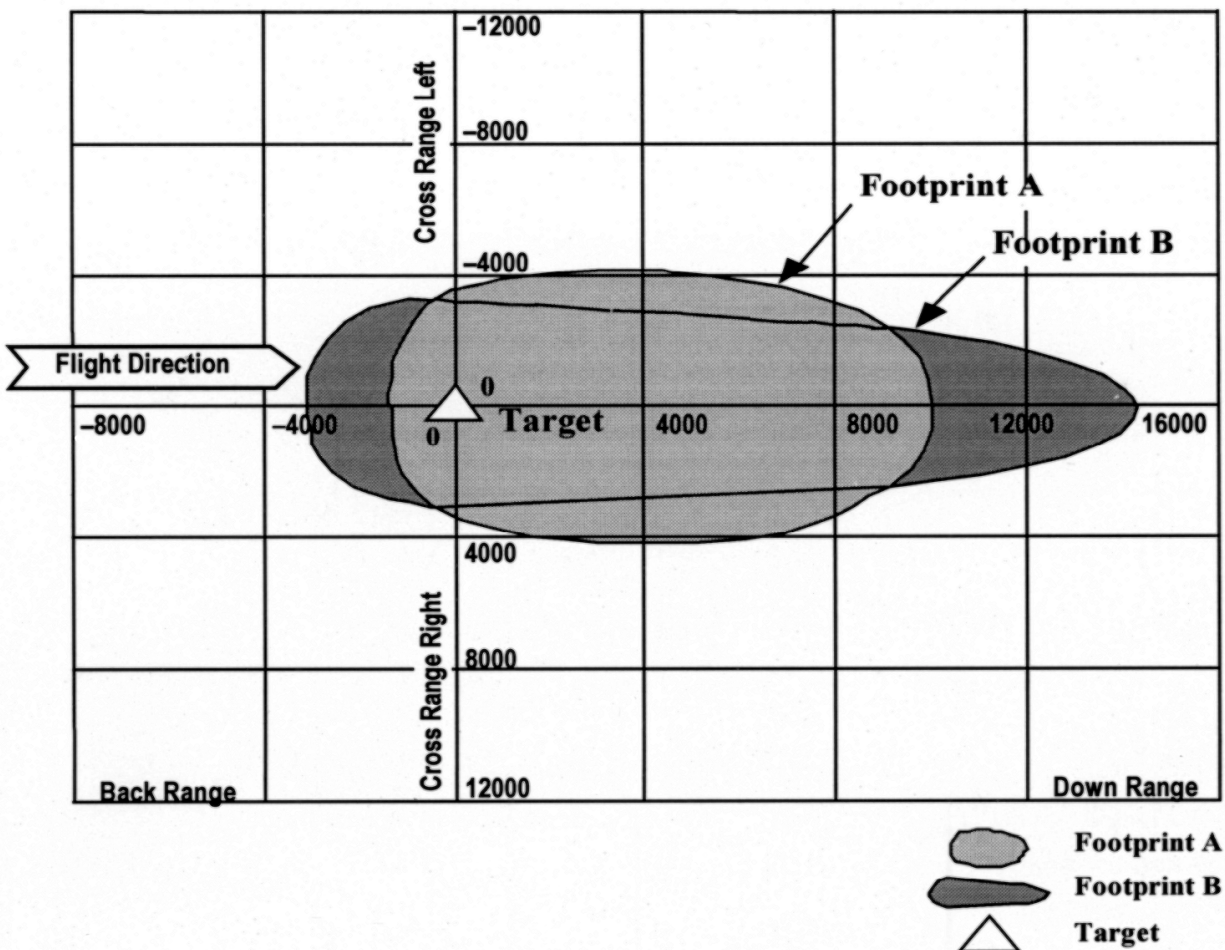 −12000
Cross Range Left
−8000
Footprint A
Footprint B
−4000
Flight Direction
0
−8000
−4000
0
Target
4000
8000
12000
16000
4000
Cross Range Right
8000
Back Range
12000
Down Range
Footprint A
Footprint B
Target